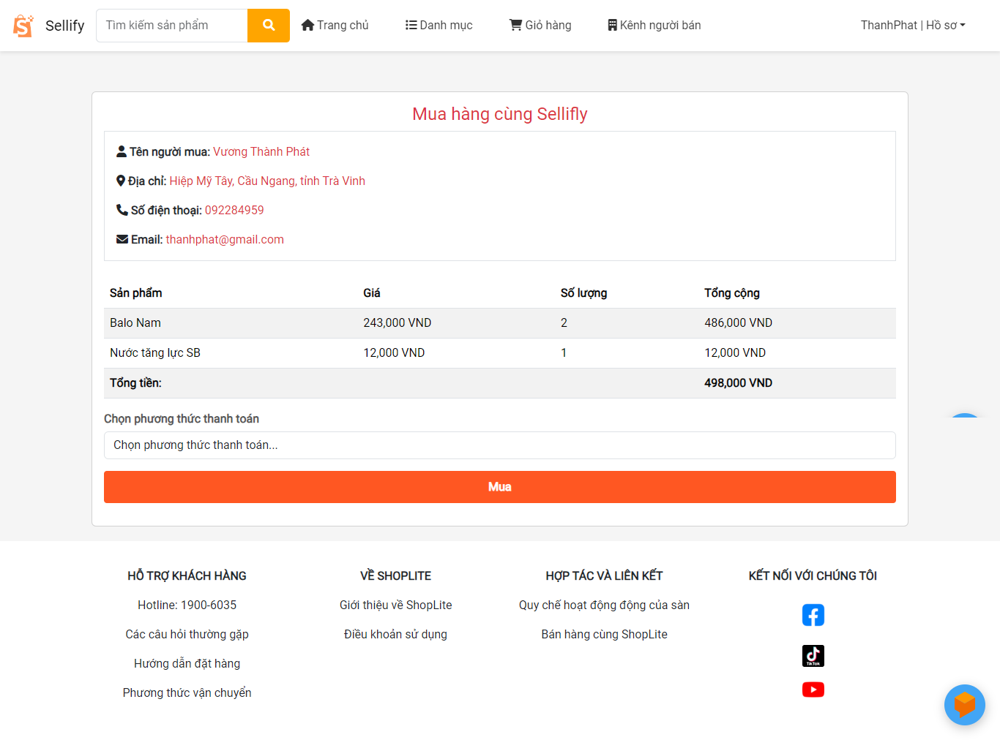 Sellify
Tìm kiếm sản phẩm
Trang chủ
Danh mục
Giỏ hàng
Kênh người bán
ThanhPhat | Hồ sơ
Mua hàng cùng Sellifly
Tên người mua: Vương Thành Phát
Địa chỉ: Hiệp Mỹ Tây, Cầu Ngang, tỉnh Trà Vinh
Số điện thoại: 092284959
Email: thanhphat@gmail.com
Sản phẩm Giá Số lượng Tổng cộng
Balo Nam 243,000 VND 2 486,000 VND
Nước tăng lực SB 12,000 VND 1 12,000 VND
Tổng tiền: 498,000 VND
Chọn phương thức thanh toán
Chọn phương thức thanh toán...
Mua
HỖ TRỢ KHÁCH HÀNG
Hotline: 1900-6035
Các câu hỏi thường gặp
Hướng dẫn đặt hàng
Phương thức vận chuyển
VỀ SHOPLITE
Giới thiệu về ShopLite
Điều khoản sử dụng
HỢP TÁC VÀ LIÊN KẾT
Quy chế hoạt động động của sàn
Bán hàng cùng ShopLite
KẾT NỐI VỚI CHÚNG TÔI
TikTok